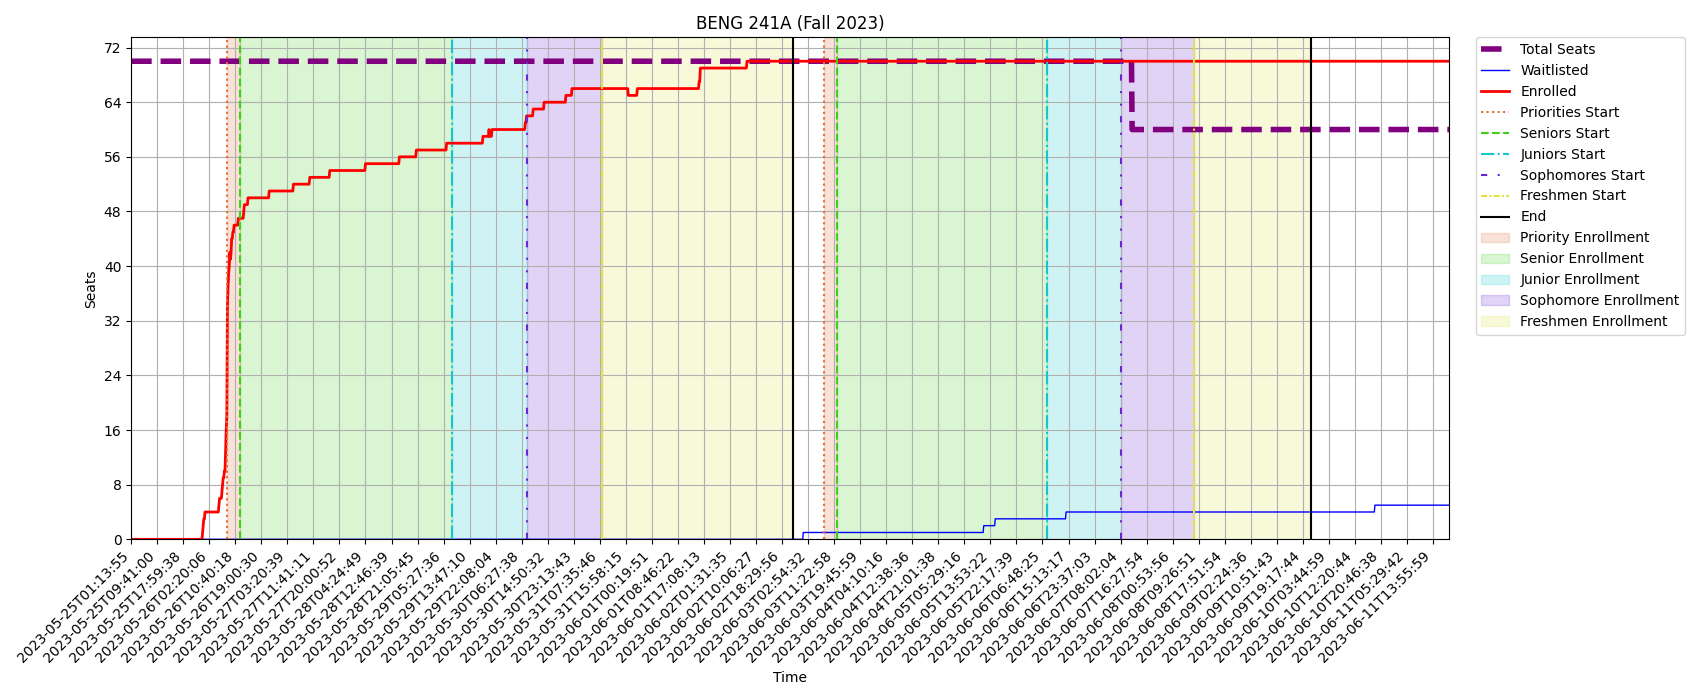 BENG 241A (Fall 2023)
Seats
72
64
56
48
40
32
24
16
8
0
2023-05-25T01:13:55
2023-05-25T09:41:00
2023-05-25T17:59:38
2023-05-26T02:20:06
2023-05-26T10:40:18
2023-05-26T19:00:30
2023-05-27T03:20:39
2023-05-27T11:41:11
2023-05-27T20:00:52
2023-05-28T04:24:49
2023-05-28T12:46:39
2023-05-28T21:05:45
2023-05-29T05:27:36
2023-05-29T13:47:10
2023-05-29T22:08:04
2023-05-30T06:27:38
2023-05-30T14:50:32
2023-05-30T23:13:43
2023-05-31T07:35:46
2023-05-31T15:58:15
2023-06-01T00:19:51
2023-06-01T08:46:22
2023-06-01T17:08:13
2023-06-02T01:31:35
2023-06-02T10:06:27
2023-06-02T18:29:56
2023-06-03T02:54:32
2023-06-03T11:22:58
2023-06-03T19:45:59
2023-06-04T04:10:16
2023-06-04T12:38:36
2023-06-04T21:01:38
2023-06-05T05:29:16
2023-06-05T13:53:22
2023-06-05T22:17:39
2023-06-06T06:48:25
2023-06-06T15:13:17
2023-06-06T23:37:03
2023-06-07T08:02:04
2023-06-07T16:27:54
2023-06-08T00:53:56
2023-06-08T09:26:51
2023-06-08T17:51:54
2023-06-09T02:24:36
2023-06-09T10:51:43
2023-06-09T19:17:44
2023-06-10T03:44:59
2023-06-10T12:20:44
2023-06-10T20:46:38
2023-06-11T05:29:42
2023-06-11T13:55:59
Time
Total Seats
Waitlisted
Enrolled
Priorities Start
Seniors Start
Juniors Start
Sophomores Start
Freshmen Start
End
Priority Enrollment
Senior Enrollment
Junior Enrollment
Sophomore Enrollment
Freshmen Enrollment